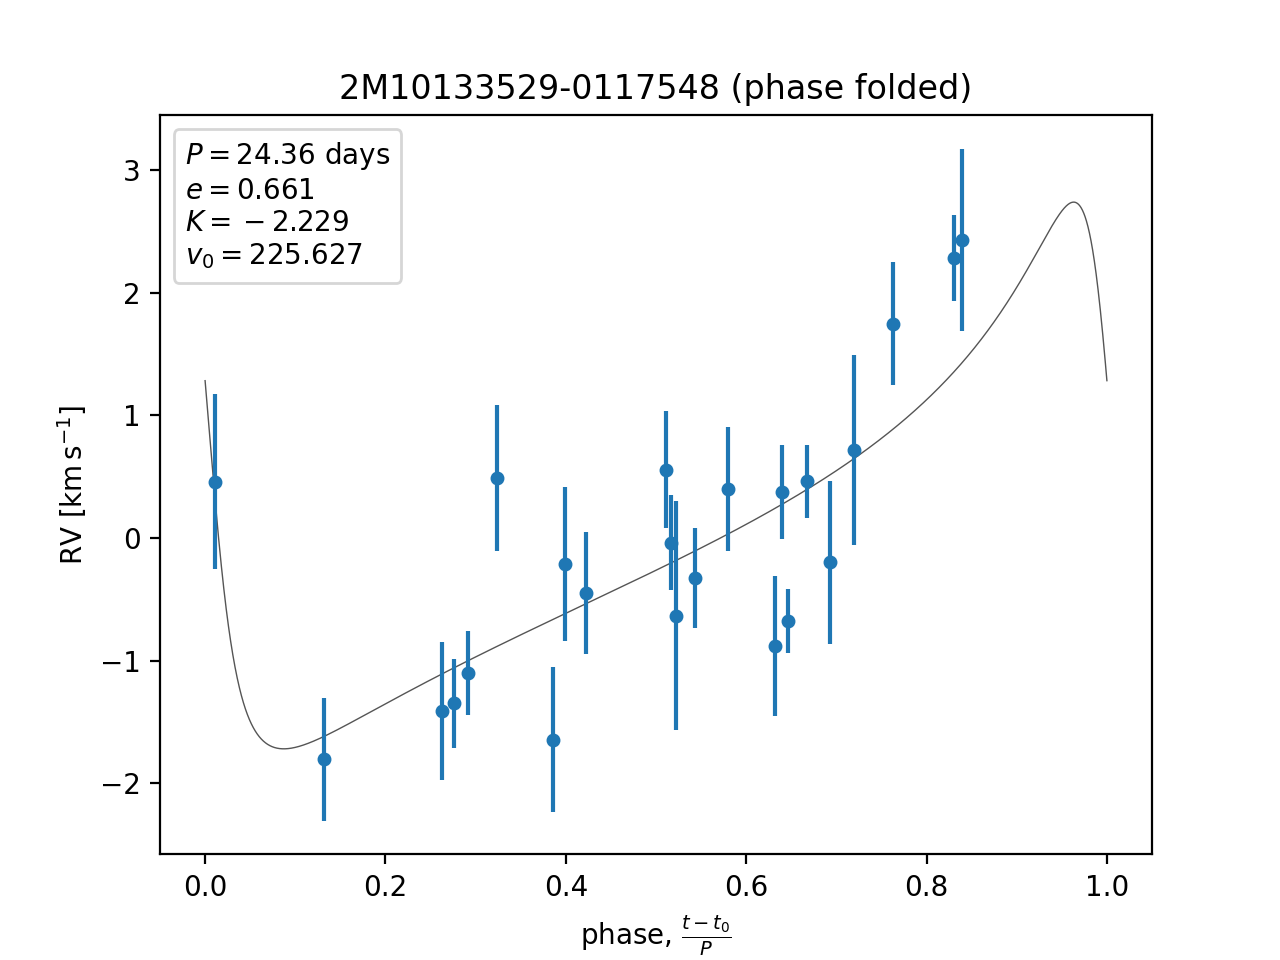 2M10133529-0117548 (phase folded)
P = 24.36 days
e = 0.661
K = −2.229
v₀ = 225.627
3
2
1
0
−1
−2
RV [km s⁻¹]
0.0 0.2 0.4 0.6 0.8 1.0
phase, (t − t₀)/P